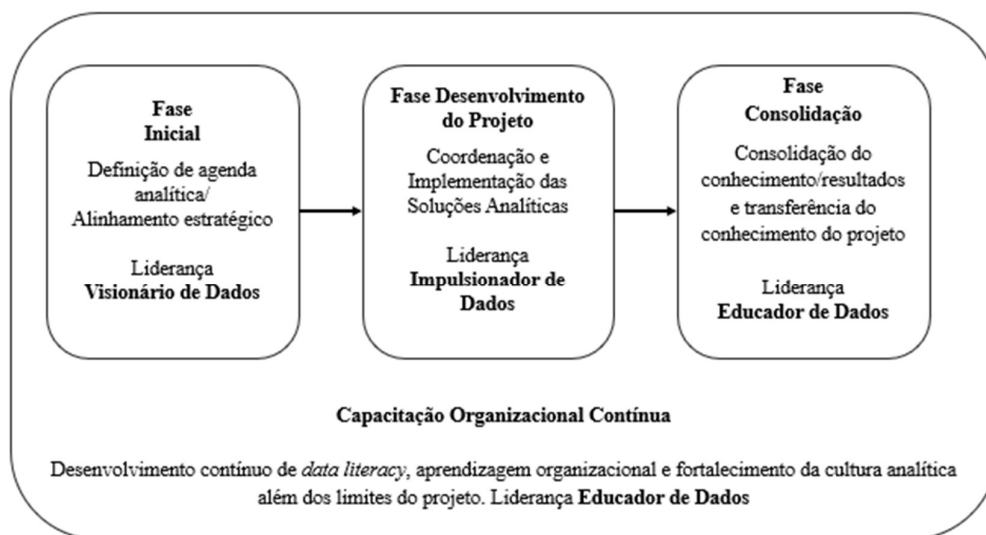 Fase
Inicial
Definição de agenda
analítica/
Alinhamento estratégico
Liderança
Visionário de Dados
Fase Desenvolvimento
do Projeto
Coordenação e
Implementação das
Soluções Analíticas
Liderança
Impulsionador de
Dados
Fase
Consolidação
Consolidação do
conhecimento/resultados
e transferência do
conhecimento do projeto
Liderança
Educador de Dados
Capacitação Organizacional Contínua
Desenvolvimento contínuo de data literacy, aprendizagem organizacional e fortalecimento da cultura analítica
além dos limites do projeto. Liderança Educador de Dados